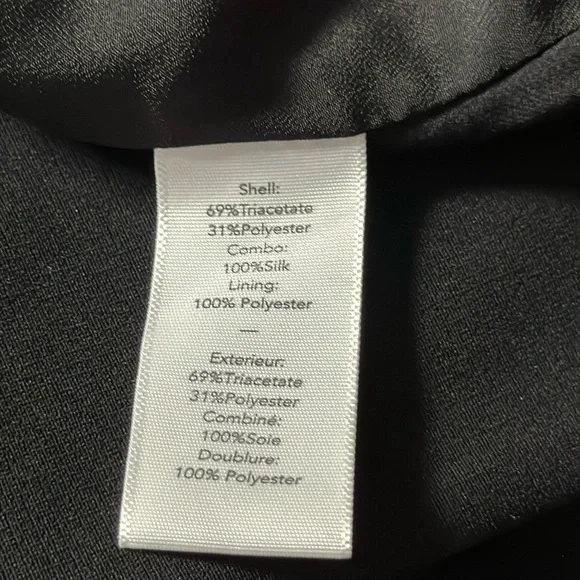 Shell:
69%Triacetate
31%Polyester
Combo:
100%Silk
Lining:
100% Polyester
—
Exterieur:
69%Triacetate
31%Polyester
Combiné:
100%Soie
Doublure:
100% Polyester